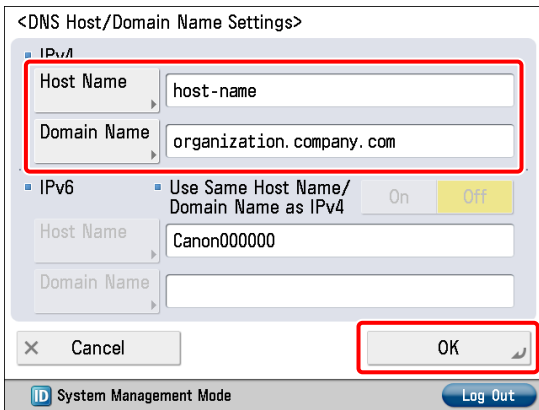 <DNS Host/Domain Name Settings>
IPv4
Host Name host-name
Domain Name organization.company.com
IPv6 Use Same Host Name/ On Off
Domain Name as IPv4
Host Name Canon000000
Domain Name
× Cancel OK
ID System Management Mode Log Out